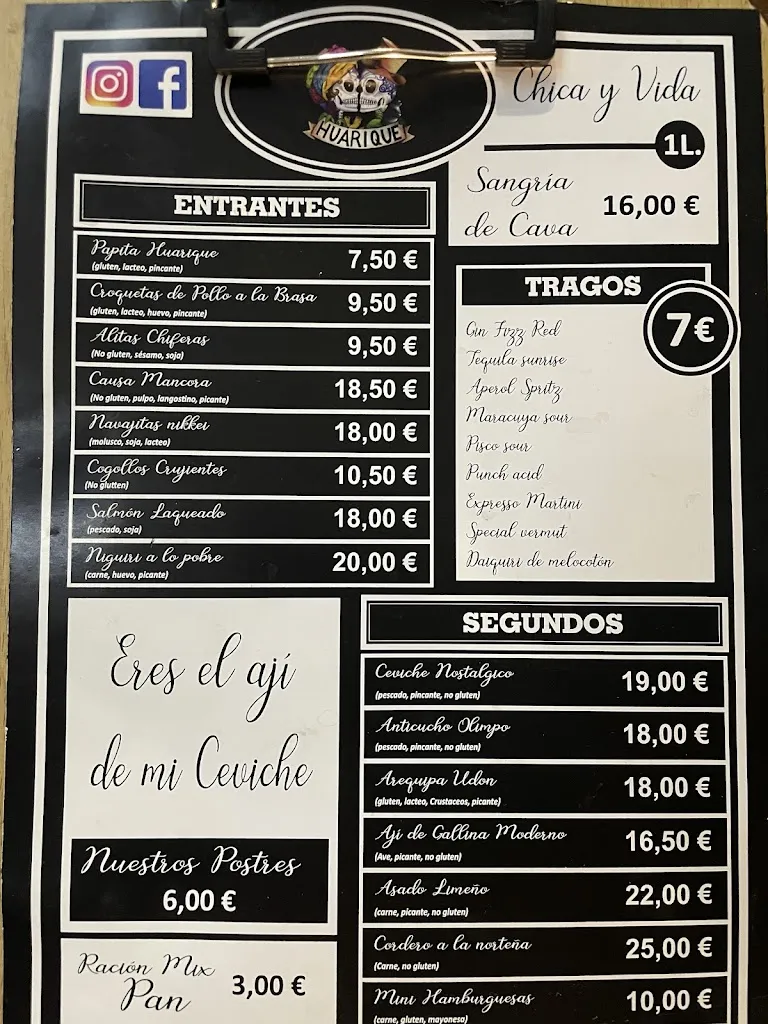 HUARIQUE
Chica y Vida
1L.
Sangría
de Cava
16,00 €
ENTRANTES
Papita Huarique 7,50 €
(gluten, lacteo, pincante)
Croquetas de Pollo a la Brasa 9,50 €
(gluten, lacteo, huevo, pincante)
Alitas Chiferas 9,50 €
(No gluten, sésamo, soja)
Causa Mancora 18,50 €
(No gluten, pulpo, langostino, picante)
Navajitas nikkei 18,00 €
(molusco, soja, lacteo)
Cogollos Crujientes 10,50 €
(No glutten)
Salmón Laqueado 18,00 €
(pescado, soja)
Niguiri a lo pobre 20,00 €
(carne, huevo, picante)
TRAGOS
7€
Gin Fizz Red
Tequila sunrise
Aperol Spritz
Maracuya sour
Pisco sour
Punch acid
Expresso Martini
Special vermut
Daiquiri de melocotón
Eres el ají
de mi Ceviche
Nuestros Postres
6,00 €
Ración Mix
Pan
3,00 €
SEGUNDOS
Ceviche Nostalgico 19,00 €
(pescado, pincante, no gluten)
Anticucho Olimpo 18,00 €
(pescado, pincante, no gluten)
Arequipa Udon 18,00 €
(gluten, lacteo, Crustaceos, picante)
Aji de Gallina Moderno 16,50 €
(Ave, picante, no gluten)
Asado Limeño 22,00 €
(carne, picante, no gluten)
Cordero a la norteña 25,00 €
(Carne, no gluten)
Mini Hamburguesas 10,00 €
(carne, gluten, mayonesa)